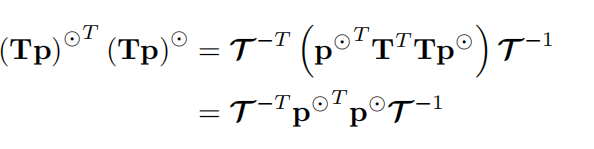 (Tp)^{⊙^T} (Tp)^⊙ = 𝓣^{-T} (p^{⊙^T} T^T T p^⊙) 𝓣^{-1}
= 𝓣^{-T} p^{⊙^T} p^⊙ 𝓣^{-1}